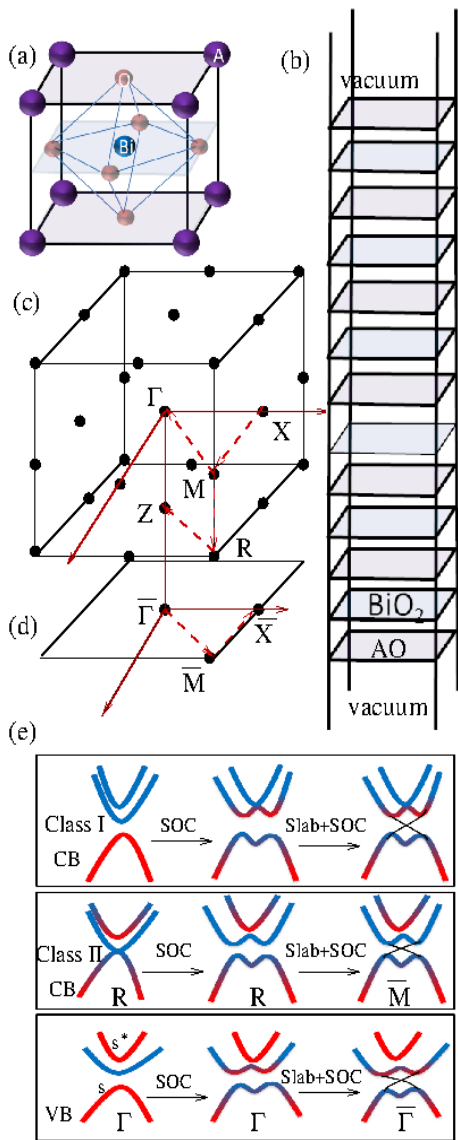 (a)
A
O
Bi
(b)
vacuum
BiO2
AO
vacuum
(c)
Γ
X
M
Z
R
(d)
Γ̅
X̅
M̅
(e)
Class I
CB
SOC
Slab+SOC
Class II
CB
R
SOC
R
Slab+SOC
M̅
s*
s
VB
Γ
SOC
Γ
Slab+SOC
Γ̅